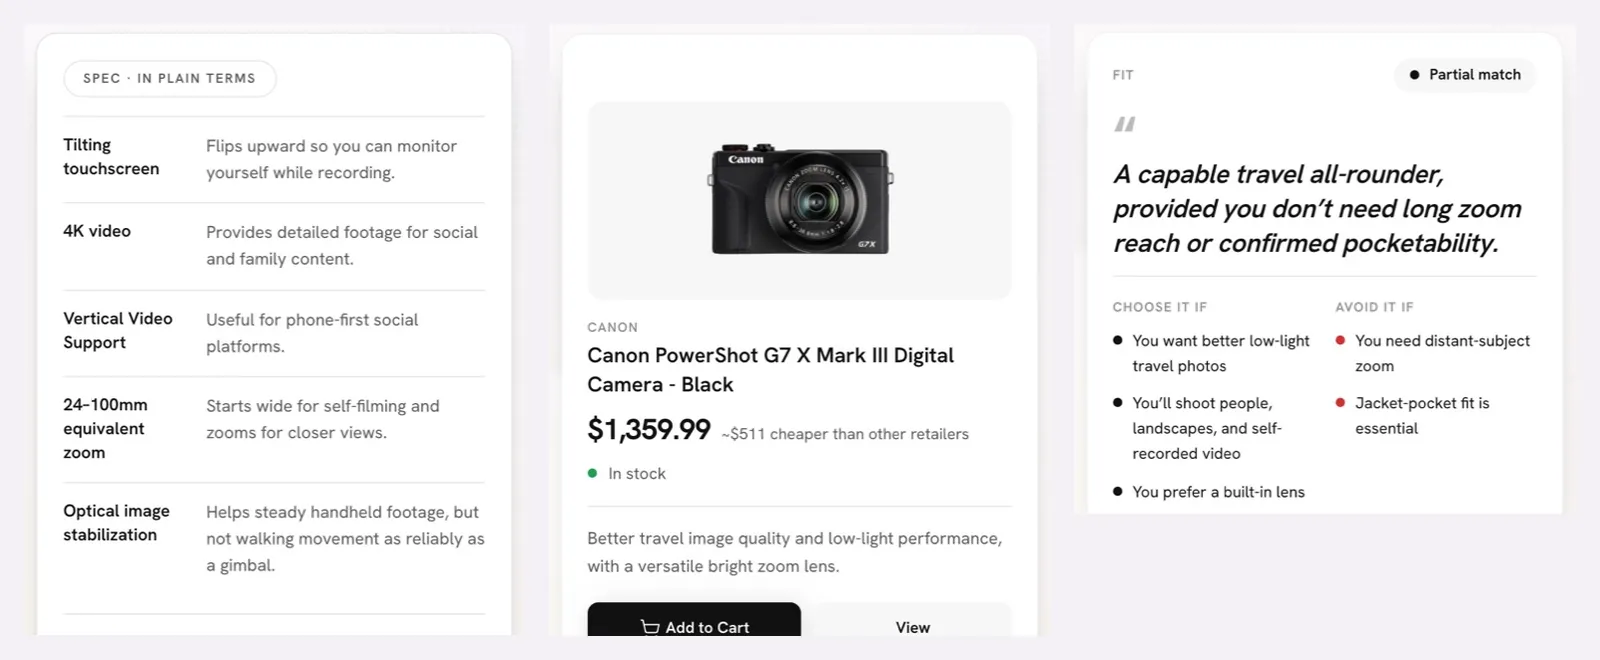 SPEC · IN PLAIN TERMS
Tilting
touchscreen
Flips upward so you can monitor
yourself while recording.
4K video
Provides detailed footage for social
and family content.
Vertical Video
Support
Useful for phone-first social
platforms.
24–100mm
equivalent
zoom
Starts wide for self-filming and
zooms for closer views.
Optical image
stabilization
Helps steady handheld footage, but
not walking movement as reliably as
a gimbal.
Canon
CANON ZOOM LENS
G7X
CANON
Canon PowerShot G7 X Mark III Digital
Camera - Black
$1,359.99 ~$511 cheaper than other retailers
In stock
Better travel image quality and low-light performance,
with a versatile bright zoom lens.
Add to Cart
View
FIT
Partial match
“
A capable travel all-rounder,
provided you don’t need long zoom
reach or confirmed pocketability.
CHOOSE IT IF
You want better low-light
travel photos
You’ll shoot people,
landscapes, and self-
recorded video
You prefer a built-in lens
AVOID IT IF
You need distant-subject
zoom
Jacket-pocket fit is
essential